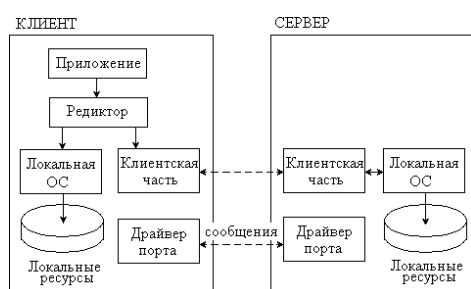 КЛИЕНТ
СЕРВЕР
Приложение
Редиктор
Локальная
ОС
Клиентская
часть
Клиентская
часть
Локальная
ОС
Драйвер
порта
сообщения
Драйвер
порта
Локальные
ресурсы
Локальные
ресурсы